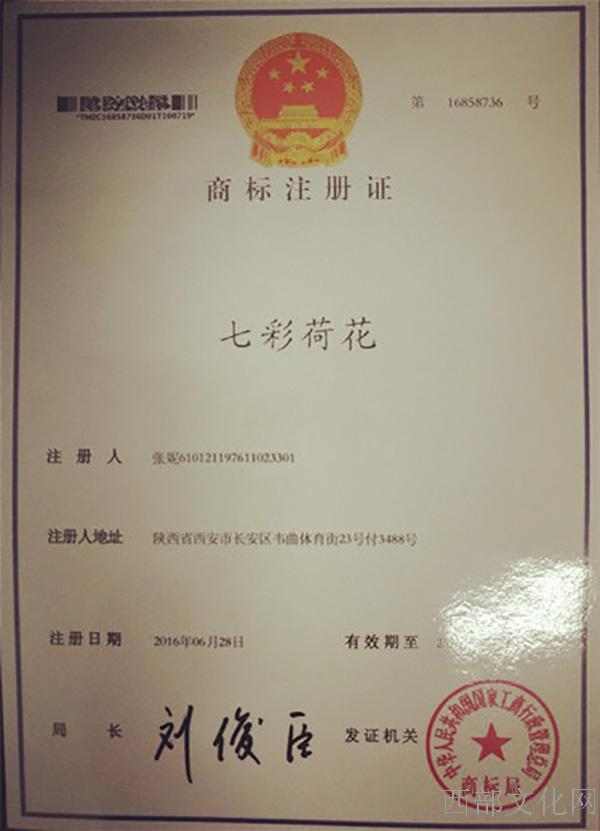 第 16858736 号
*TM2C16858736D01T160719*
商标注册证
七彩荷花
注册人 张妮610121197611023301
注册人地址 陕西省西安市长安区韦曲体育街23号付3488号
注册日期 2016年06月28日 有效期至
局长 刘俊臣 发证机关
中华人民共和国国家工商行政管理总局
商标局
西部文化网